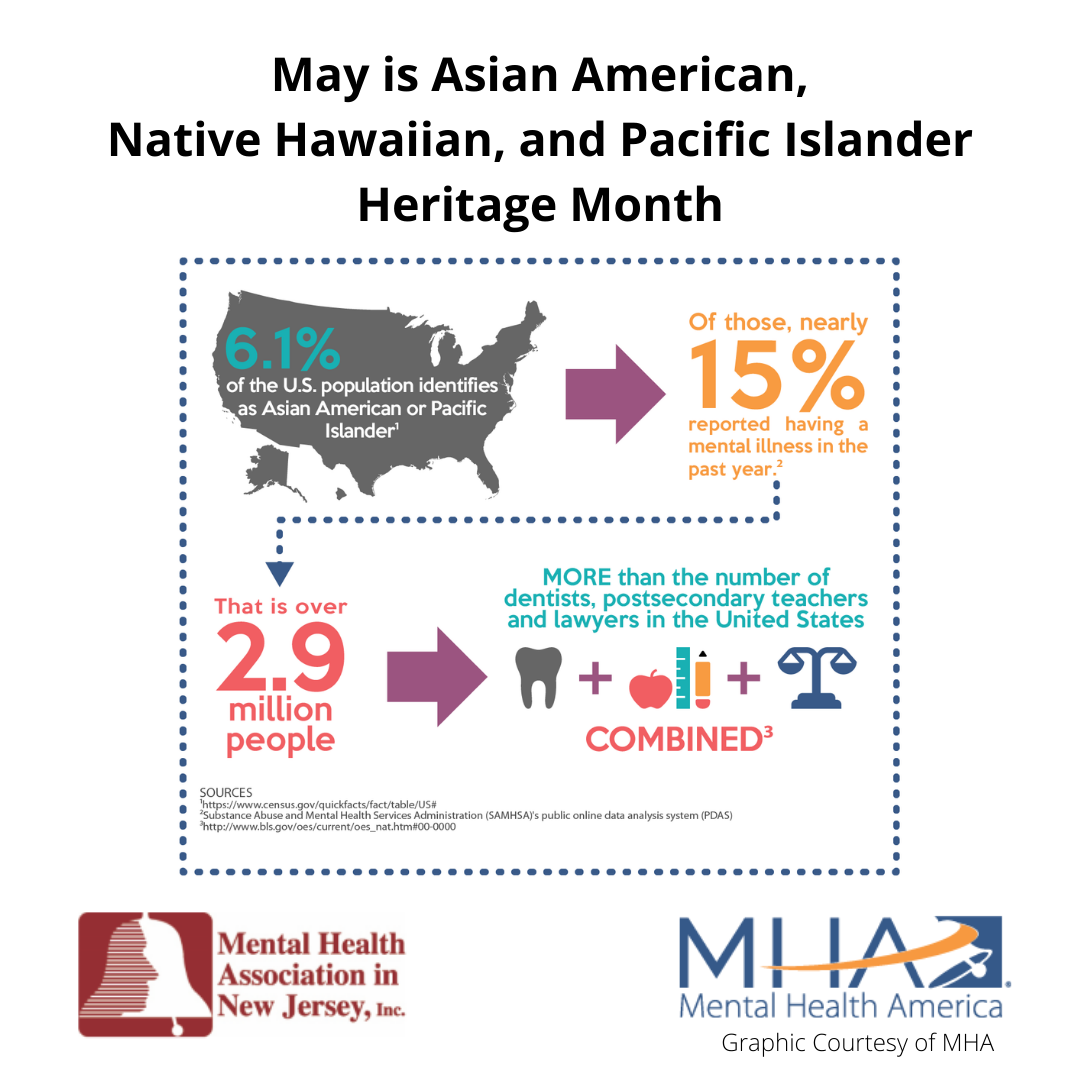 May is Asian American,
Native Hawaiian, and Pacific Islander
Heritage Month
6.1%
of the U.S. population identifies
as Asian American or Pacific
Islander¹
Of those, nearly
15%
reported having a
mental illness in the
past year.²
That is over
2.9
million
people
MORE than the number of
dentists, postsecondary teachers
and lawyers in the United States
+ +
COMBINED³
SOURCES
¹https://www.census.gov/quickfacts/fact/table/US#
²Substance Abuse and Mental Health Services Administration (SAMHSA)'s public online data analysis system (PDAS)
³http://www.bls.gov/oes/current/oes_nat.htm#00-0000
Mental Health
Association in
New Jersey, Inc.
MHA®
Mental Health America
Graphic Courtesy of MHA